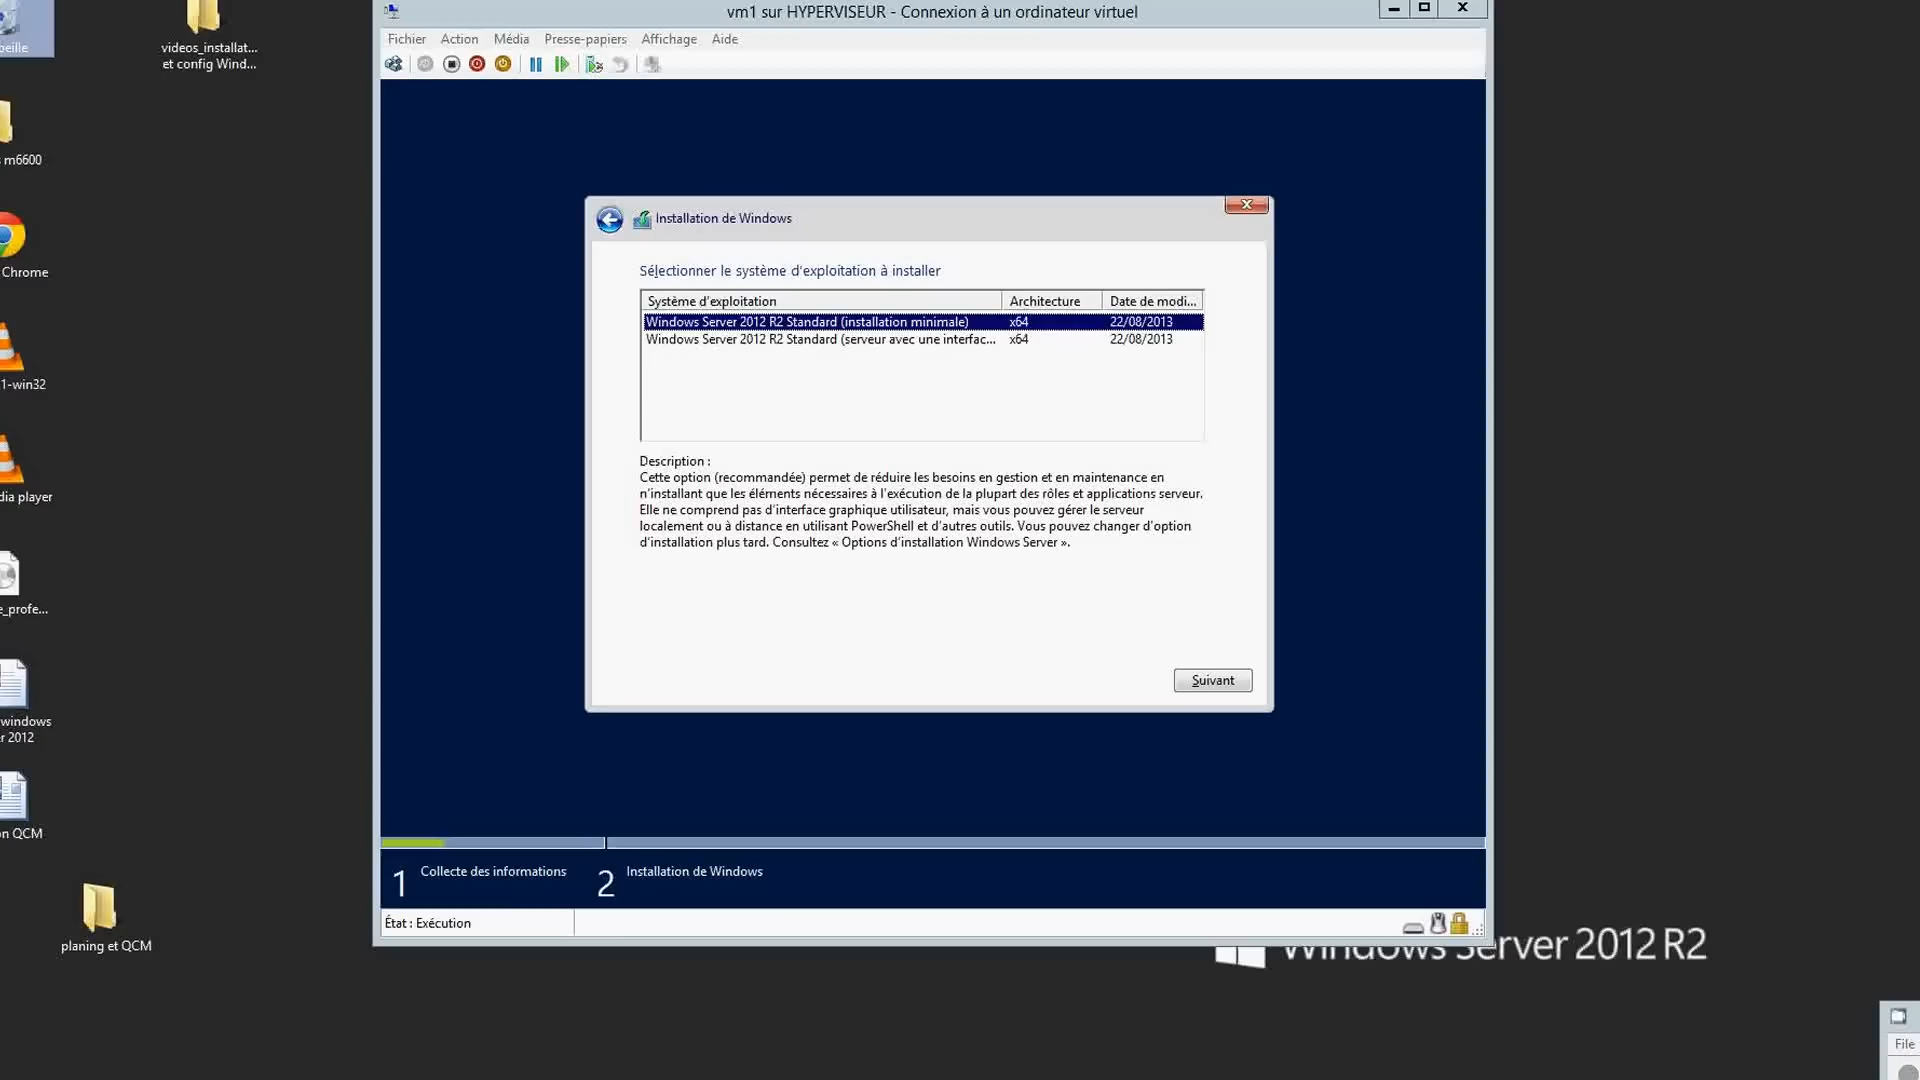 vm1 sur HYPERVISEUR - Connexion à un ordinateur virtuel
Fichier Action Média Presse-papiers Affichage Aide
Installation de Windows
Sélectionner le système d'exploitation à installer
Système d'exploitation Architecture Date de modi...
Windows Server 2012 R2 Standard (installation minimale) x64 22/08/2013
Windows Server 2012 R2 Standard (serveur avec une interfac... x64 22/08/2013
Description :
Cette option (recommandée) permet de réduire les besoins en gestion et en maintenance en
n'installant que les éléments nécessaires à l'exécution de la plupart des rôles et applications serveur.
Elle ne comprend pas d'interface graphique utilisateur, mais vous pouvez gérer le serveur
localement ou à distance en utilisant PowerShell et d'autres outils. Vous pouvez changer d'option
d'installation plus tard. Consultez « Options d'installation Windows Server ».
Suivant
1 Collecte des informations 2 Installation de Windows
État : Exécution
Windows Server 2012 R2
beille
videos_installat...
et config Wind...
s m6600
Chrome
1-win32
dia player
e_profe...
windows
r 2012
on QCM
planing et QCM
File